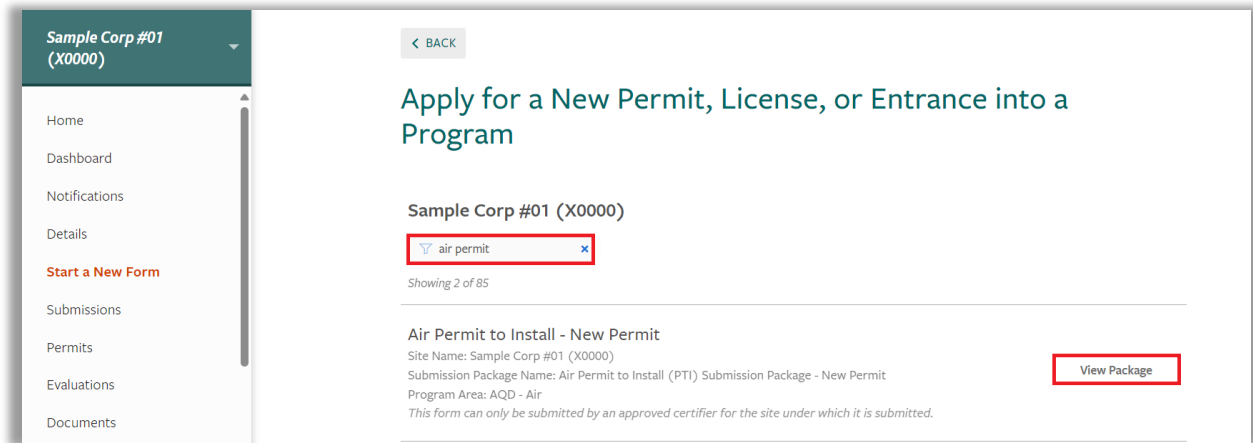 Sample Corp #01
(X0000)
Home
Dashboard
Notifications
Details
Start a New Form
Submissions
Permits
Evaluations
Documents
BACK
Apply for a New Permit, License, or Entrance into a
Program
Sample Corp #01 (X0000)
air permit
Showing 2 of 85
Air Permit to Install - New Permit
Site Name: Sample Corp #01 (X0000)
Submission Package Name: Air Permit to Install (PTI) Submission Package - New Permit
Program Area: AQD - Air
This form can only be submitted by an approved certifier for the site under which it is submitted.
View Package